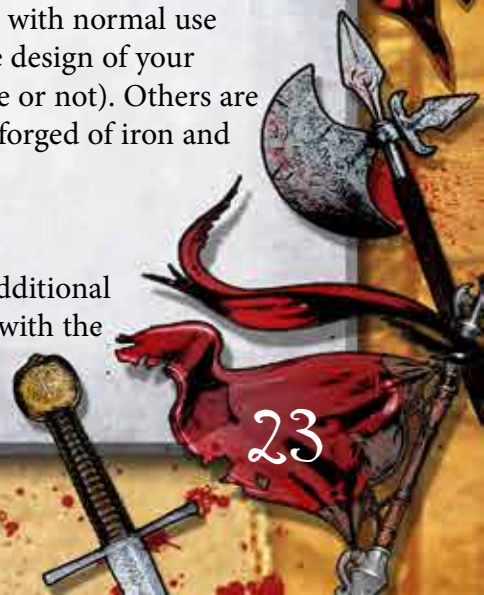 with normal use
design of your
e or not). Others are
forged of iron and
dditional
with the
23